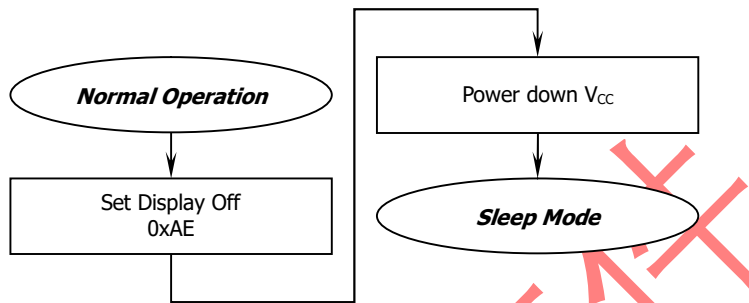 Normal Operation
Set Display Off
0xAE
Power down VCC
Sleep Mode